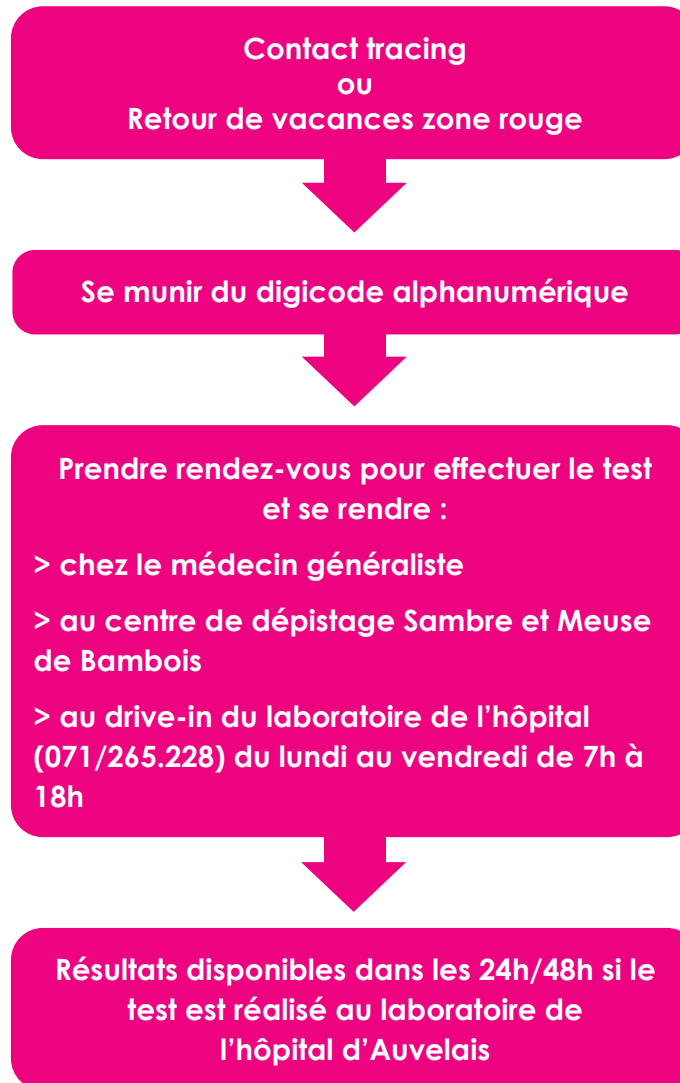 Contact tracing
ou
Retour de vacances zone rouge
Se munir du digicode alphanumérique
Prendre rendez-vous pour effectuer le test
et se rendre :
> chez le médecin généraliste
> au centre de dépistage Sambre et Meuse
de Bambois
> au drive-in du laboratoire de l’hôpital
(071/265.228) du lundi au vendredi de 7h à
18h
Résultats disponibles dans les 24h/48h si le
test est réalisé au laboratoire de
l’hôpital d’Auvelais